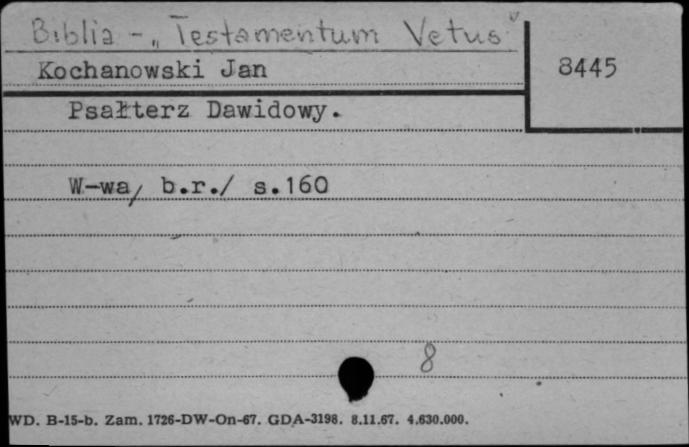 Biblia - „Testamentum Vetus"
Kochanowski Jan
8445
Psałterz Dawidowy.
W-wa, b.r./ s.160
8
WD. B-15-b. Zam. 1726-DW-On-67. GDA-3198. 8.11.67. 4.630.000.